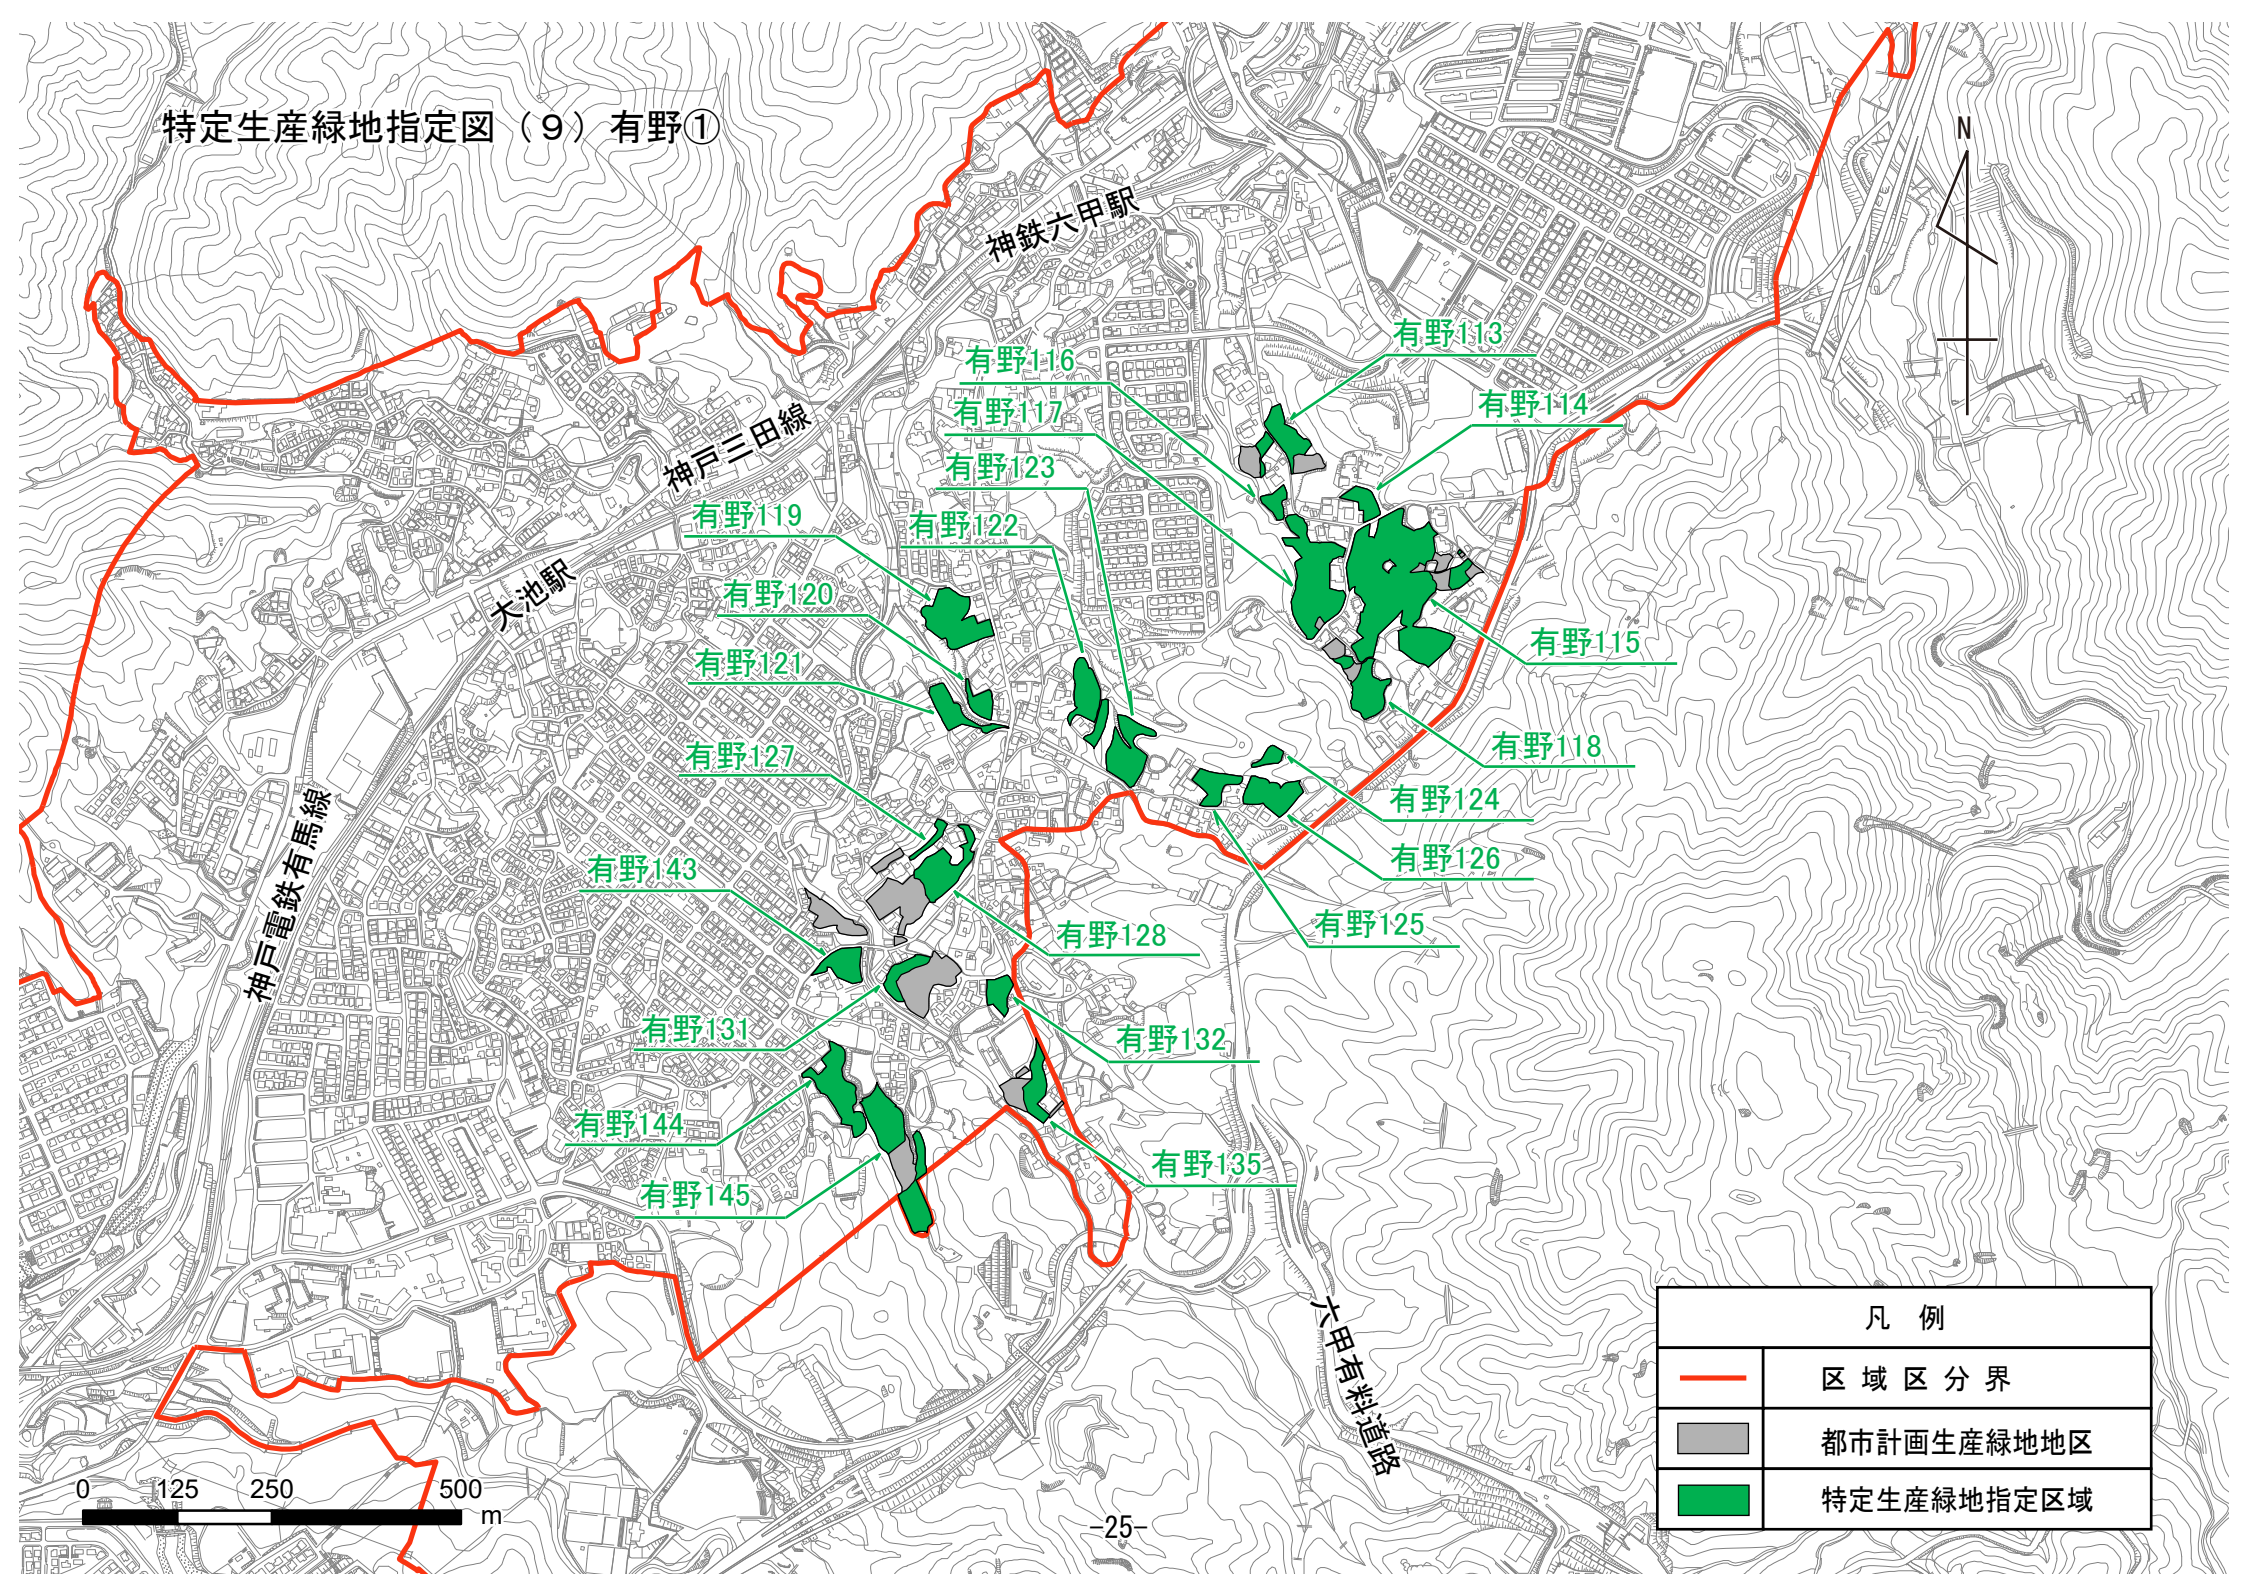 特定生産緑地指定図（９）有野①
N
神鉄六甲駅
有野113
有野116
有野114
有野117
神戸三田線
有野123
有野119
有野122
大池駅
有野120
有野115
有野121
有野118
有野127
有野124
神戸電鉄有馬線
有野126
有野143
有野125
有野128
有野131
有野132
有野144
有野135
有野145
六甲有料道路
凡 例
区 域 区 分 界
都市計画生産緑地地区
特定生産緑地指定区域
0 125 250 500
m
-25-